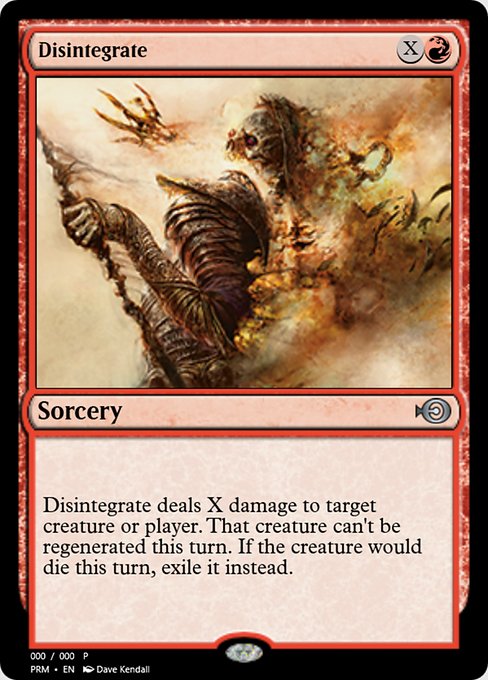 Disintegrate X
Sorcery
Disintegrate deals X damage to target
creature or player. That creature can't be
regenerated this turn. If the creature would
die this turn, exile it instead.
000 / 000 P
PRM • EN Dave Kendall